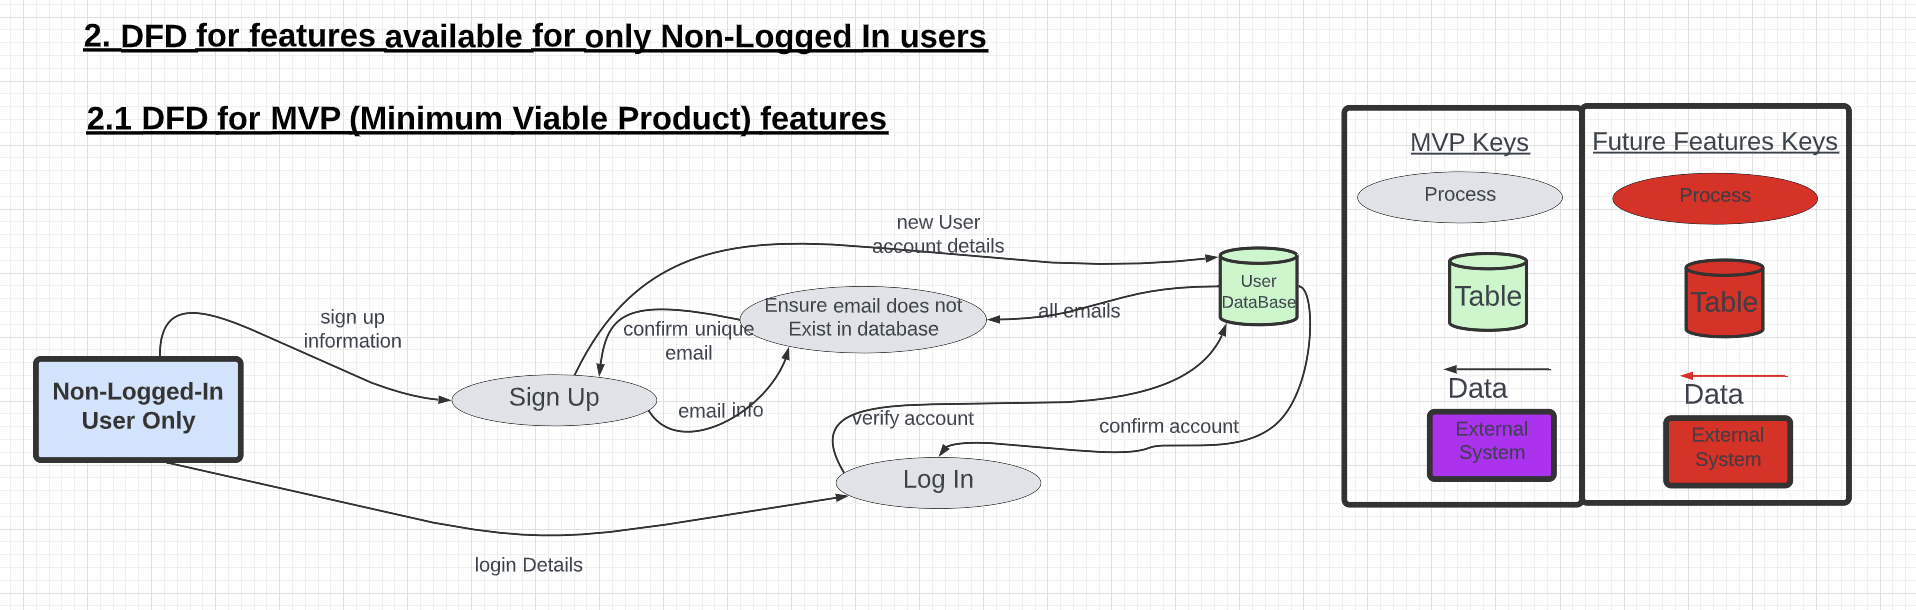 2. DFD for features available for only Non-Logged In users
2.1 DFD for MVP (Minimum Viable Product) features
MVP Keys
Future Features Keys
Process
Process
new User
account details
User
DataBase
Table
Table
Ensure email does not
Exist in database
all emails
sign up
information
confirm unique
email
Non-Logged-In
User Only
Sign Up
email info
verify account
confirm account
Data
Data
External
System
External
System
Log In
login Details